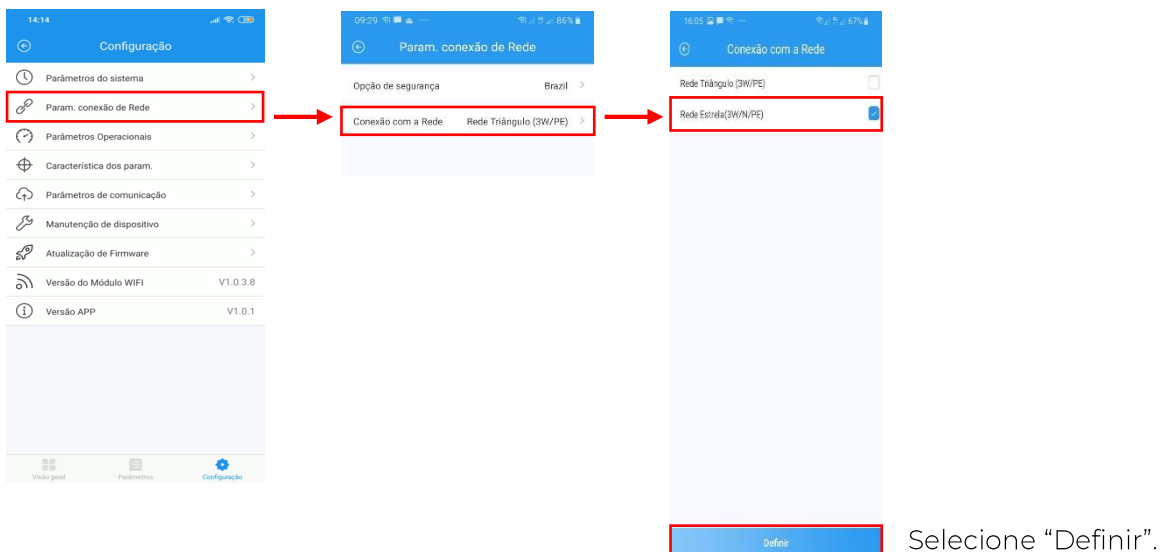 14:14
Configuração
Parâmetros do sistema
Param. conexão de Rede
Parâmetros Operacionais
Característica dos param.
Parâmetros de comunicação
Manutenção de dispositivo
Atualização de Firmware
Versão do Módulo WIFI V1.0.3.8
Versão APP V1.0.1
Visão geral Parâmetros Configuração
09:29 86%
Param. conexão de Rede
Opção de segurança Brazil
Conexão com a Rede Rede Triângulo (3W/PE)
16:05 67%
Conexão com a Rede
Rede Triângulo (3W/PE)
Rede Estrela(3W/N/PE)
Definir
Selecione “Definir”.